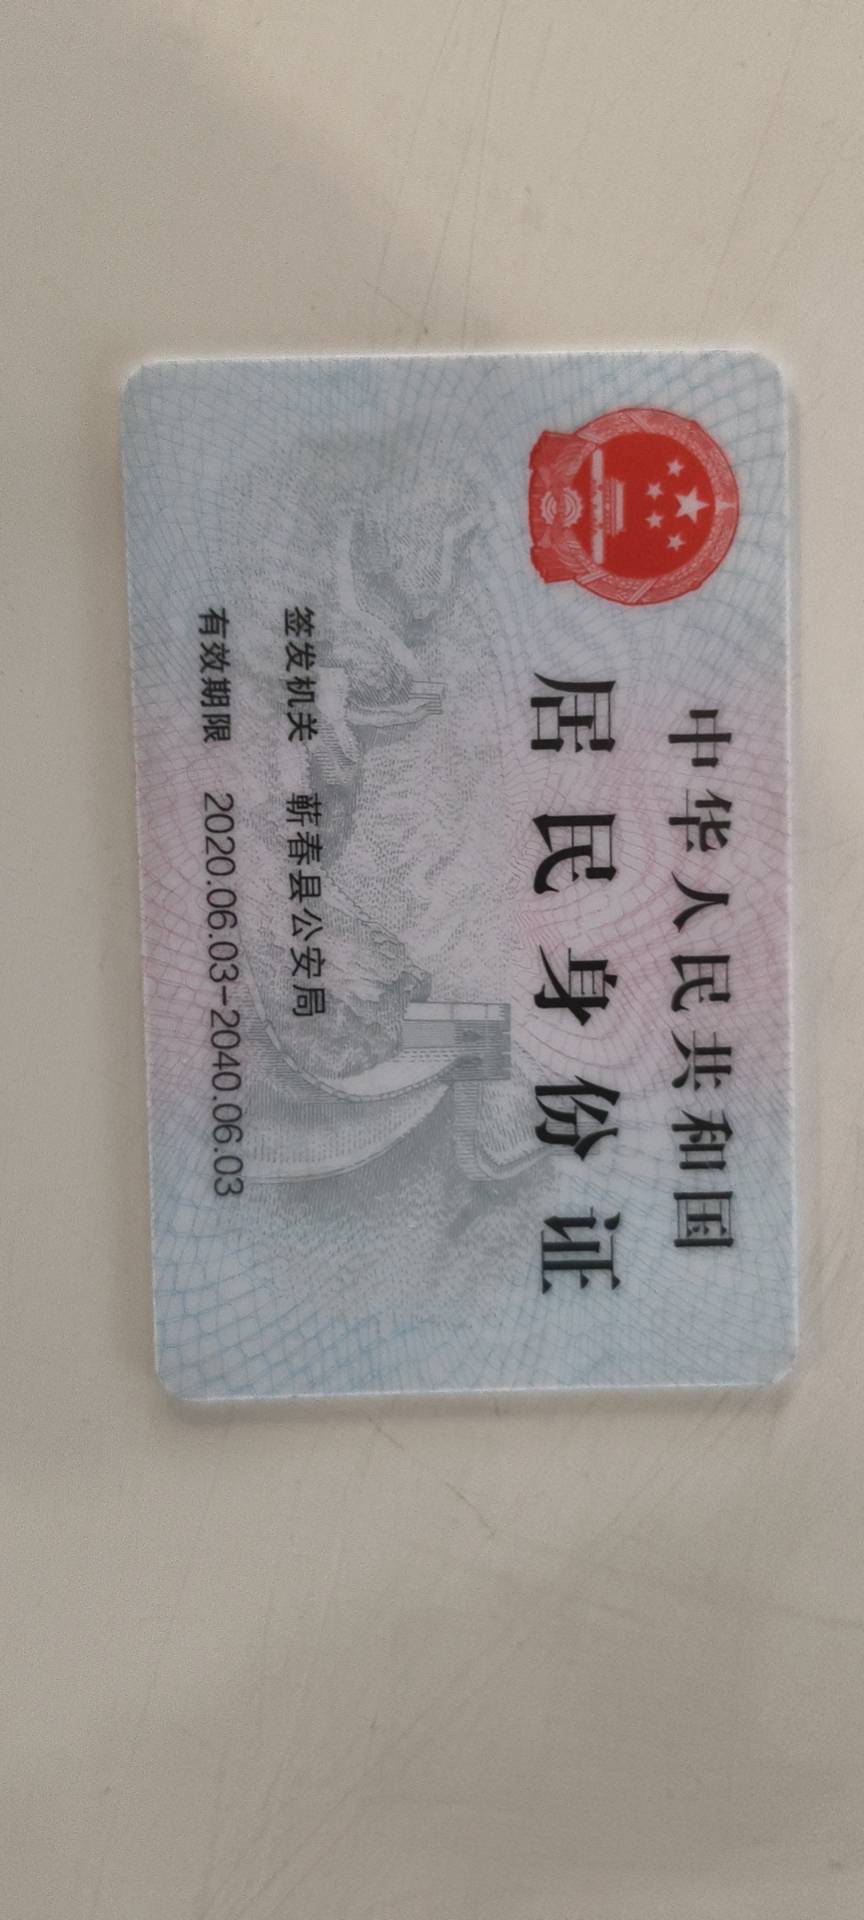 中华人民共和国
居民身份证
签发机关 蕲春县公安局
有效期限 2020.06.03-2040.06.03